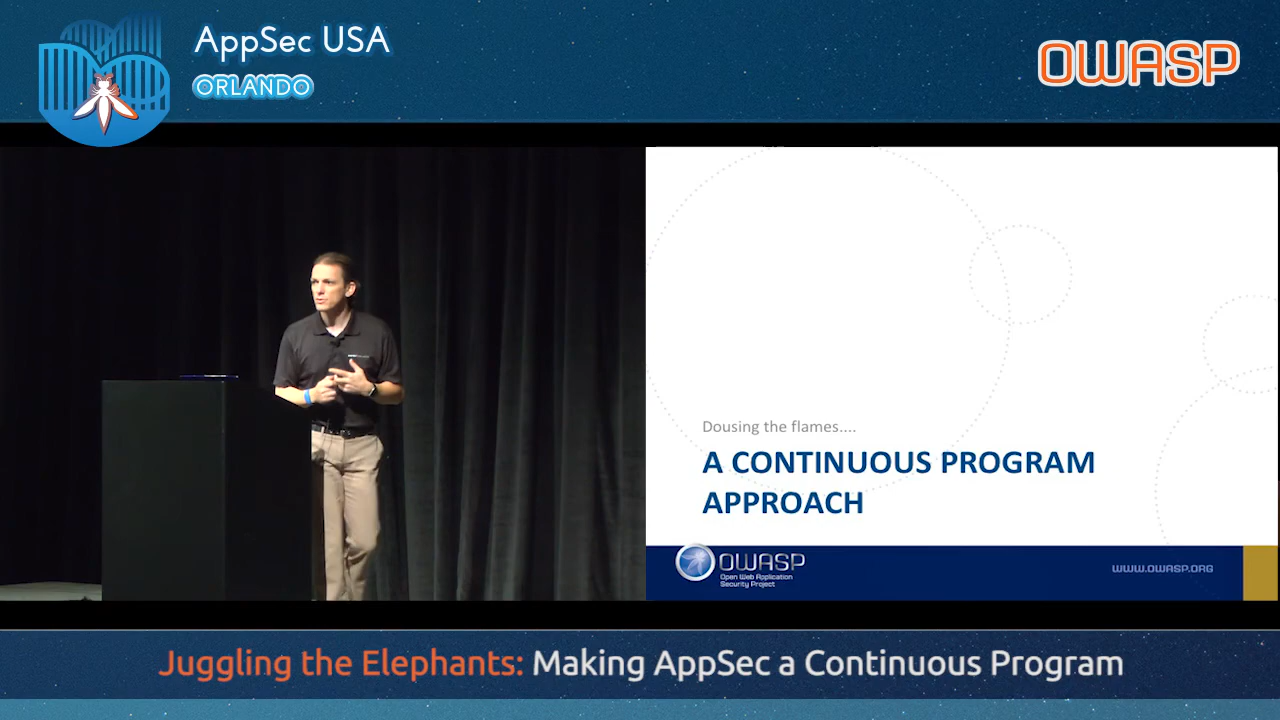 AppSec USA
ORLANDO
OWASP
Dousing the flames....
A CONTINUOUS PROGRAM
APPROACH
OWASP
Open Web Application
Security Project
WWW.OWASP.ORG
Juggling the Elephants: Making AppSec a Continuous Program